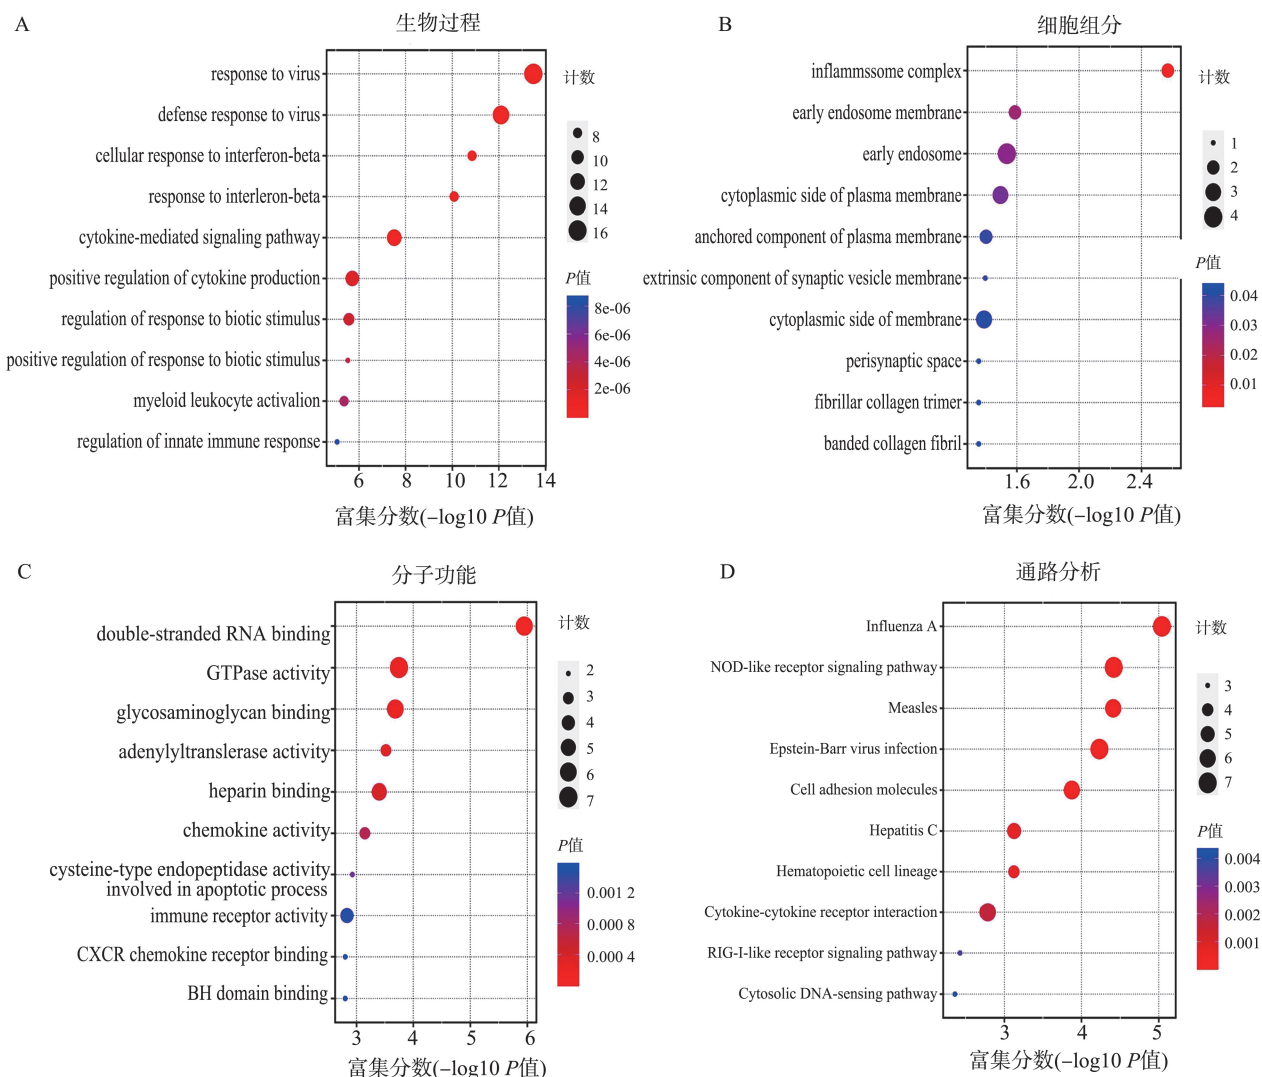 A
生物过程
response to virus
defense response to virus
cellular response to interferon-beta
response to interleron-beta
cytokine-mediated signaling pathway
positive regulation of cytokine production
regulation of response to biotic stimulus
positive regulation of response to biotic stimulus
myeloid leukocyte activalion
regulation of innate immune response
6 8 10 12 14
富集分数(−log10 P值)
计数
8
10
12
14
16
P值
8e-06
6e-06
4e-06
2e-06
B
细胞组分
inflammssome complex
early endosome membrane
early endosome
cytoplasmic side of plasma membrane
anchored component of plasma membrane
extrinsic component of synaptic vesicle membrane
cytoplasmic side of membrane
perisynaptic space
fibrillar collagen trimer
banded collagen fibril
1.6 2.0 2.4
富集分数(−log10 P值)
计数
1
2
3
4
P值
0.04
0.03
0.02
0.01
C
分子功能
double-stranded RNA binding
GTPase activity
glycosaminoglycan binding
adenylyltranslerase activity
heparin binding
chemokine activity
cysteine-type endopeptidase activity
involved in apoptotic process
immune receptor activity
CXCR chemokine receptor binding
BH domain binding
3 4 5 6
富集分数(−log10 P值)
计数
2
3
4
5
6
7
P值
0.001 2
0.000 8
0.000 4
D
通路分析
Influenza A
NOD-like receptor signaling pathway
Measles
Epstein-Barr virus infection
Cell adhesion molecules
Hepatitis C
Hematopoietic cell lineage
Cytokine-cytokine receptor interaction
RIG-I-like receptor signaling pathway
Cytosolic DNA-sensing pathway
3 4 5
富集分数(−log10 P值)
计数
3
4
5
6
7
P值
0.004
0.003
0.002
0.001